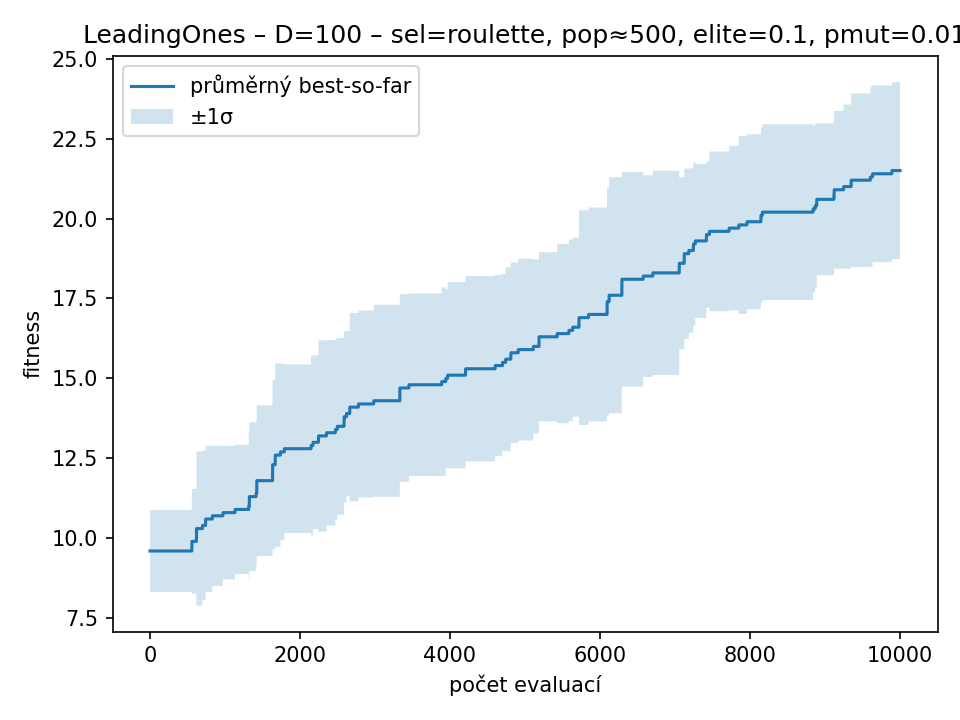 LeadingOnes – D=100 – sel=roulette, pop≈500, elite=0.1, pmut=0.01
25.0
22.5
20.0
17.5
15.0
12.5
10.0
7.5
fitness
průměrný best-so-far
±1σ
0 2000 4000 6000 8000 10000
počet evaluací